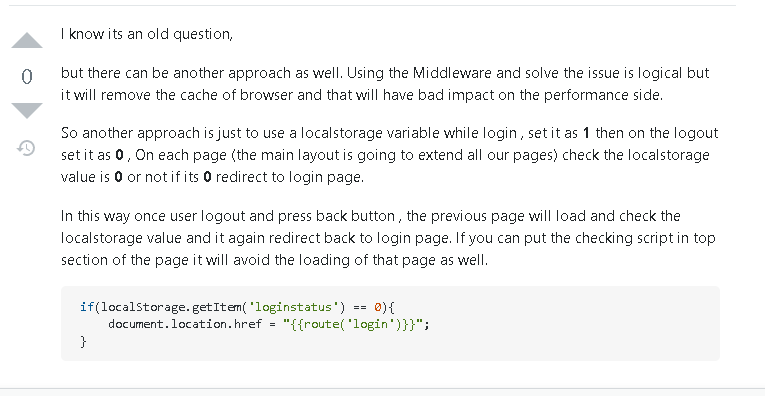 I know its an old question,
0
but there can be another approach as well. Using the Middleware and solve the issue is logical but
it will remove the cache of browser and that will have bad impact on the performance side.
So another approach is just to use a localstorage variable while login , set it as 1 then on the logout
set it as 0 , On each page (the main layout is going to extend all our pages) check the localstorage
value is 0 or not if its 0 redirect to login page.
In this way once user logout and press back button , the previous page will load and check the
localstorage value and it again redirect back to login page. If you can put the checking script in top
section of the page it will avoid the loading of that page as well.
if(localStorage.getItem('loginstatus') == 0){
    document.location.href = "{{route('login')}}";
}